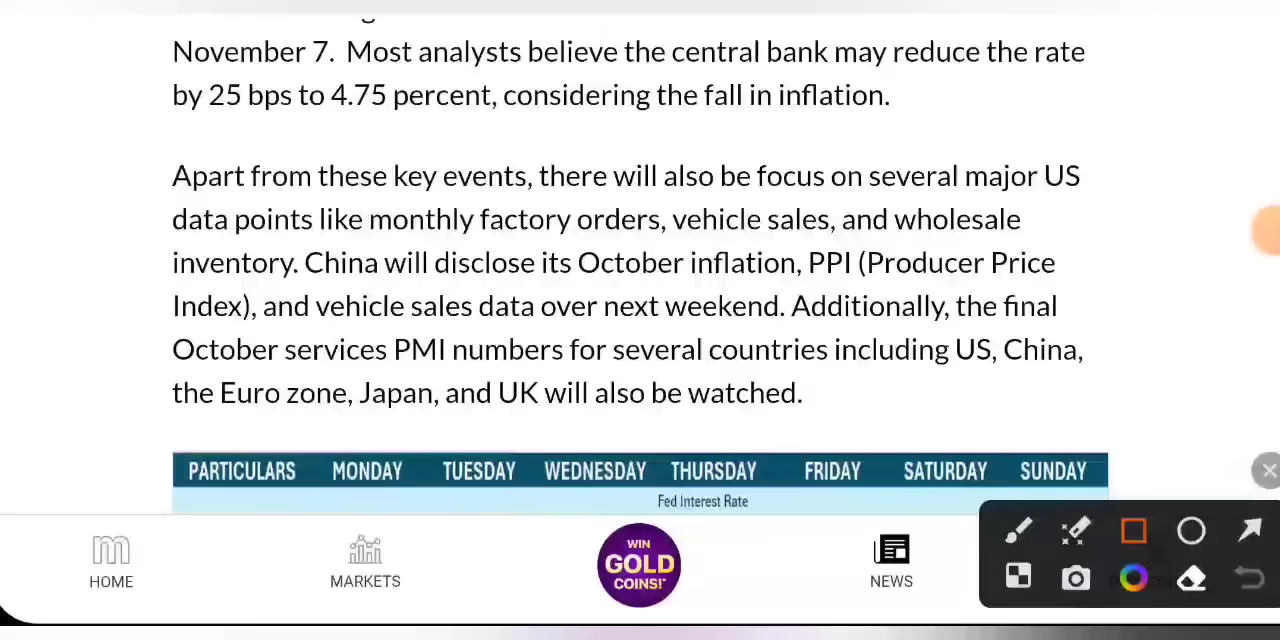 November 7.  Most analysts believe the central bank may reduce the rate
by 25 bps to 4.75 percent, considering the fall in inflation.
Apart from these key events, there will also be focus on several major US
data points like monthly factory orders, vehicle sales, and wholesale
inventory. China will disclose its October inflation, PPI (Producer Price
Index), and vehicle sales data over next weekend. Additionally, the final
October services PMI numbers for several countries including US, China,
the Euro zone, Japan, and UK will also be watched.
PARTICULARS MONDAY TUESDAY WEDNESDAY THURSDAY FRIDAY SATURDAY SUNDAY
Fed Interest Rate
WIN
GOLD
COINS!*
HOME MARKETS NEWS